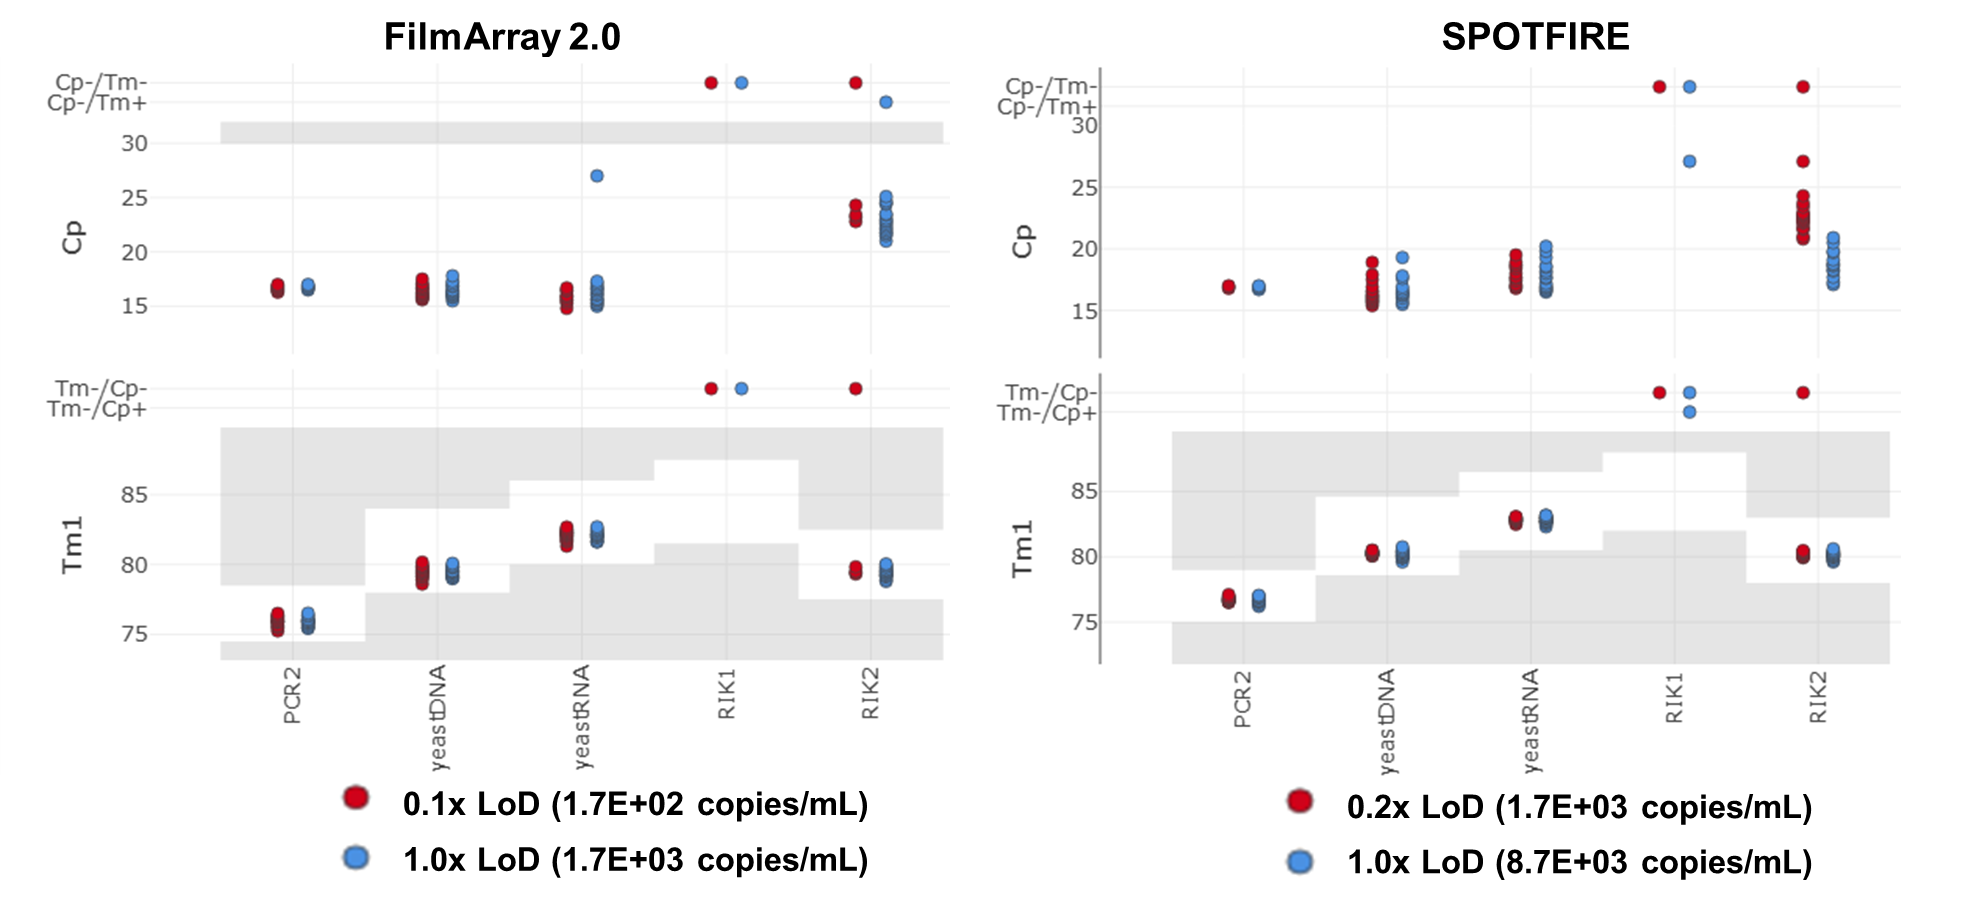 FilmArray 2.0
Cp-/Tm-
Cp-/Tm+
30
25
20
15
Cp
Tm-/Cp-
Tm-/Cp+
85
80
75
Tm1
PCR2
yeastDNA
yeastRNA
RIK1
RIK2
0.1x LoD (1.7E+02 copies/mL)
1.0x LoD (1.7E+03 copies/mL)
SPOTFIRE
Cp-/Tm-
Cp-/Tm+
30
25
20
15
Cp
Tm-/Cp-
Tm-/Cp+
85
80
75
Tm1
PCR2
yeastDNA
yeastRNA
RIK1
RIK2
0.2x LoD (1.7E+03 copies/mL)
1.0x LoD (8.7E+03 copies/mL)